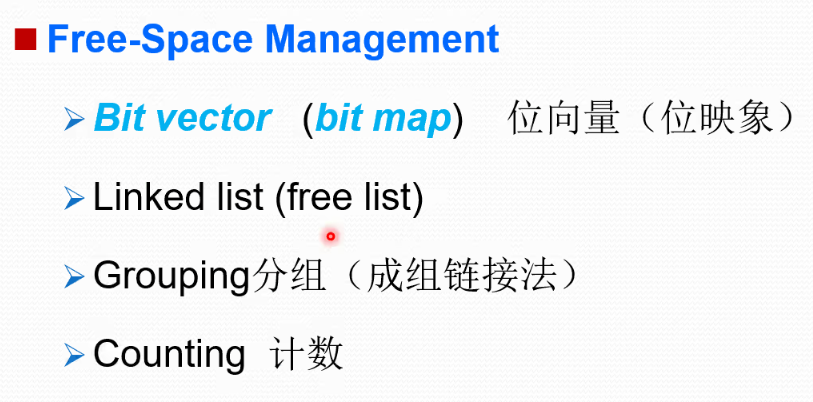 Free-Space Management
Bit vector (bit map) 位向量（位映象）
Linked list (free list)
Grouping分组（成组链接法）
Counting 计数